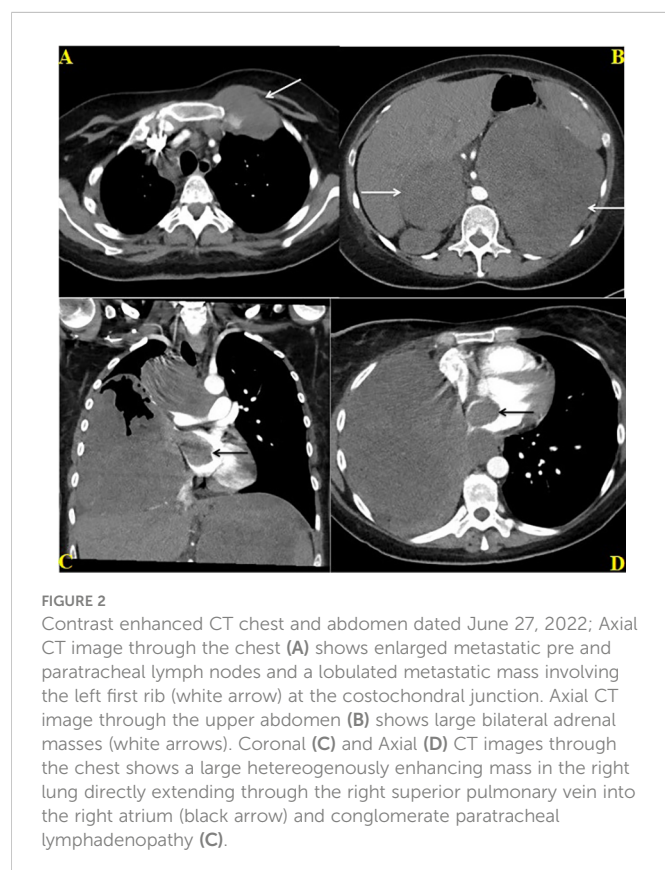 A
B
C
D
FIGURE 2
Contrast enhanced CT chest and abdomen dated June 27, 2022; Axial
CT image through the chest (A) shows enlarged metastatic pre and
paratracheal lymph nodes and a lobulated metastatic mass involving
the left first rib (white arrow) at the costochondral junction. Axial CT
image through the upper abdomen (B) shows large bilateral adrenal
masses (white arrows). Coronal (C) and Axial (D) CT images through
the chest shows a large hetereogenously enhancing mass in the right
lung directly extending through the right superior pulmonary vein into
the right atrium (black arrow) and conglomerate paratracheal
lymphadenopathy (C).